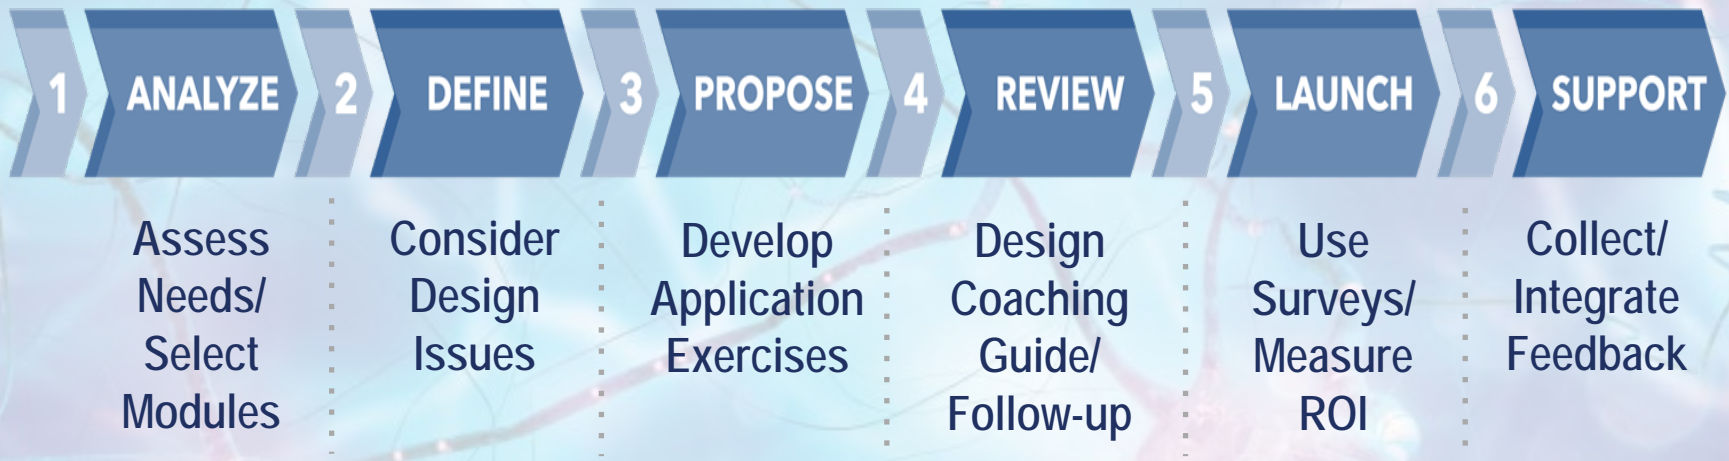 1 ANALYZE 2 DEFINE 3 PROPOSE 4 REVIEW 5 LAUNCH 6 SUPPORT
Assess
Needs/
Select
Modules
Consider
Design
Issues
Develop
Application
Exercises
Design
Coaching
Guide/
Follow-up
Use
Surveys/
Measure
ROI
Collect/
Integrate
Feedback